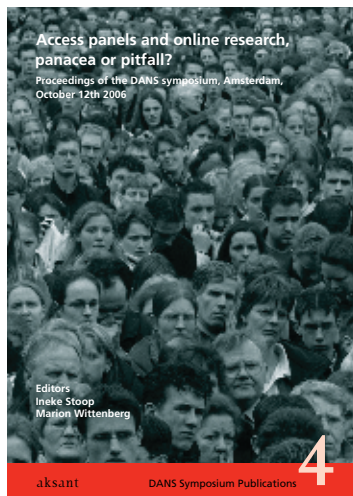 Access panels and online research,
panacea or pitfall?
Proceedings of the DANS symposium, Amsterdam,
October 12th 2006
Editors
Ineke Stoop
Marion Wittenberg
aksant
DANS Symposium Publications
4